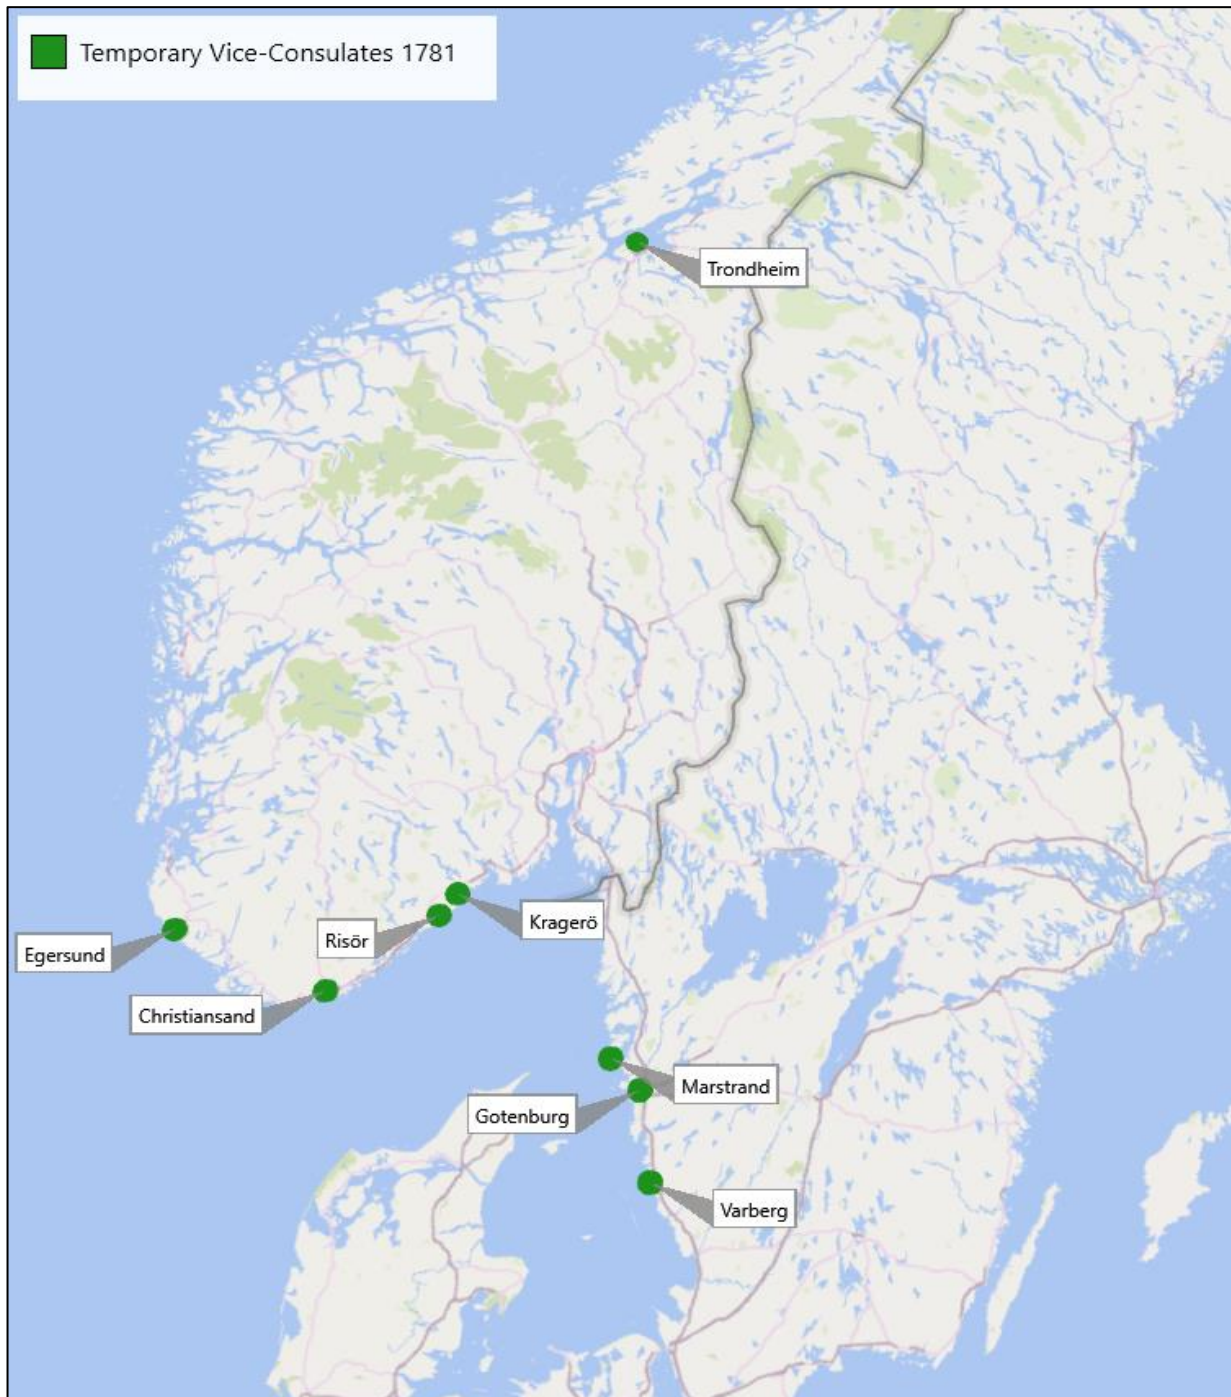 Temporary Vice-Consulates 1781
Trondheim
Kragerö
Risör
Egersund
Christiansand
Marstrand
Gotenburg
Varberg